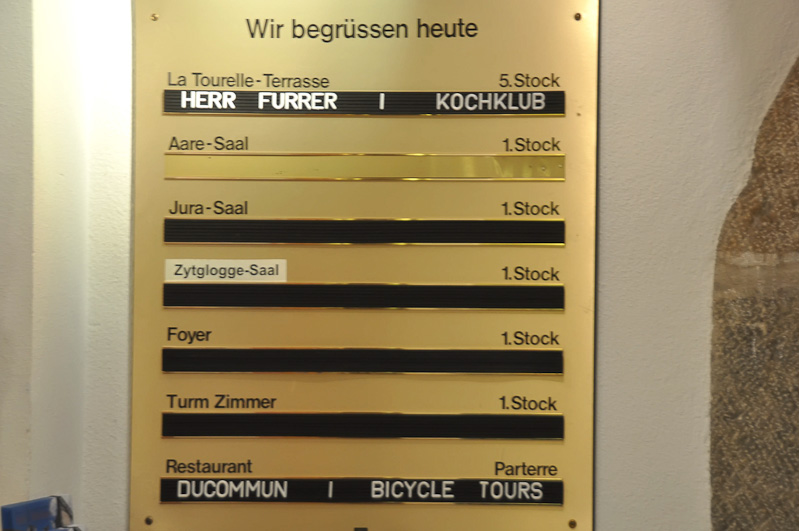 Wir begrüssen heute
La Tourelle-Terrasse 5.Stock
HERR FURRER I KOCHKLUB
Aare-Saal 1.Stock
Jura-Saal 1.Stock
Zytglogge-Saal 1.Stock
Foyer 1.Stock
Turm Zimmer 1.Stock
Restaurant Parterre
DUCOMMUN I BICYCLE TOURS